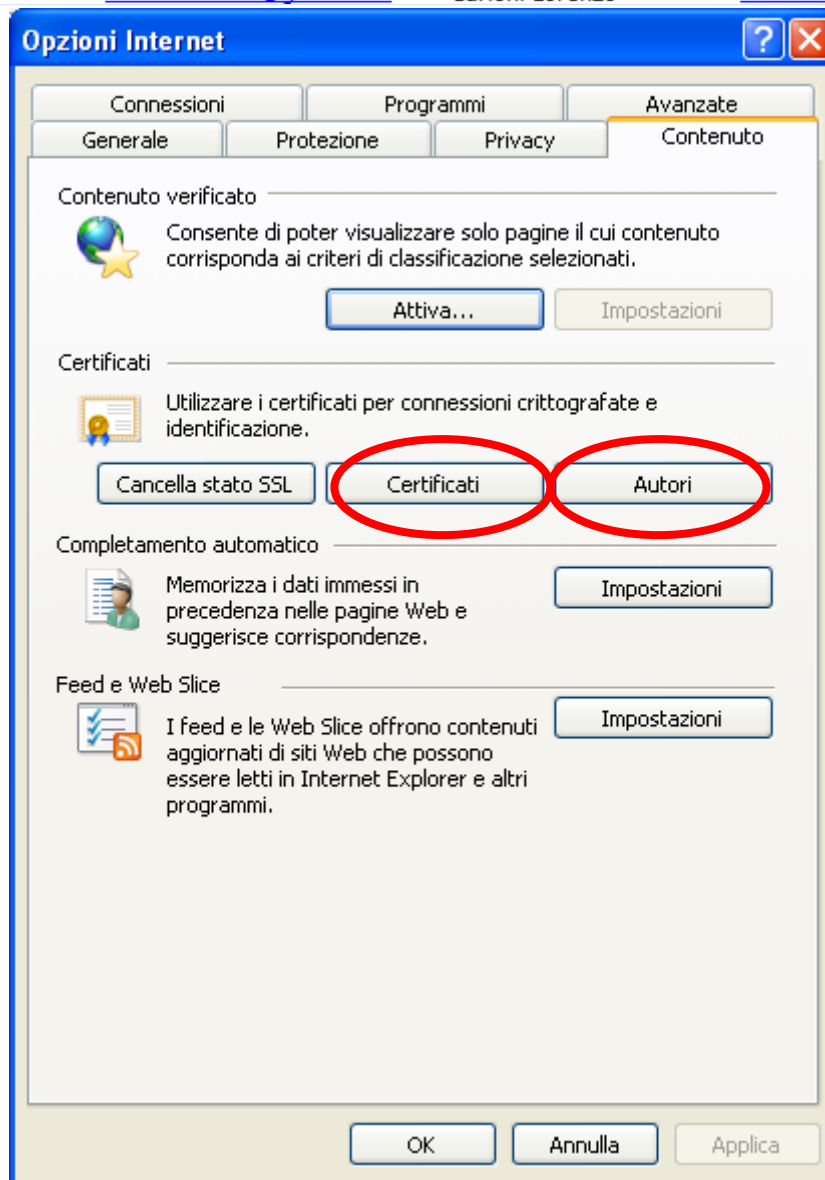 Opzioni Internet
Connessioni Programmi Avanzate
Generale Protezione Privacy Contenuto
Contenuto verificato
Consente di poter visualizzare solo pagine il cui contenuto
corrisponda ai criteri di classificazione selezionati.
Attiva... Impostazioni
Certificati
Utilizzare i certificati per connessioni crittografate e
identificazione.
Cancella stato SSL Certificati Autori
Completamento automatico
Memorizza i dati immessi in
precedenza nelle pagine Web e
suggerisce corrispondenze.
Impostazioni
Feed e Web Slice
I feed e le Web Slice offrono contenuti
aggiornati di siti Web che possono
essere letti in Internet Explorer e altri
programmi.
Impostazioni
OK Annulla Applica